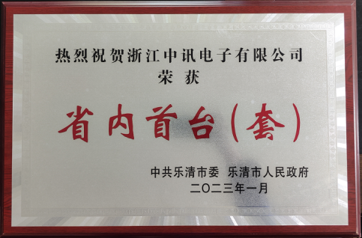 热烈祝贺浙江中讯电子有限公司
荣获
省内首台(套)
中共乐清市委 乐清市人民政府
二〇二三年一月